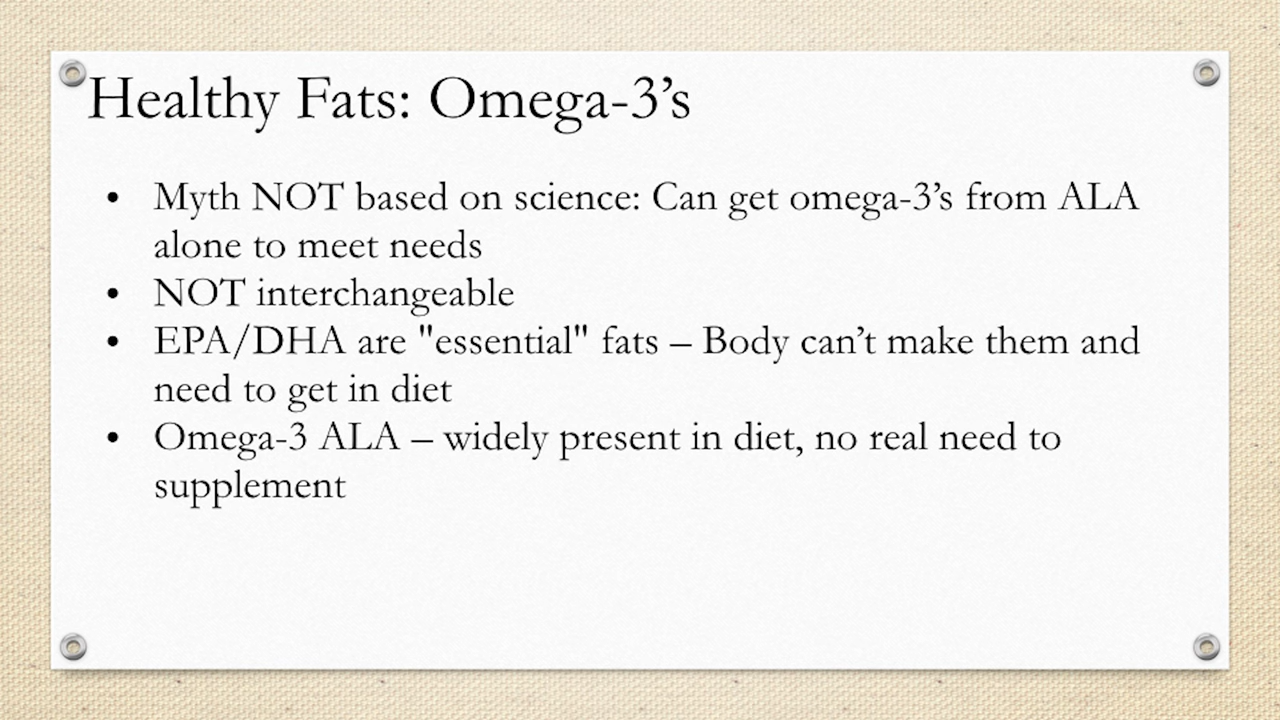 Healthy Fats: Omega-3’s
• Myth NOT based on science: Can get omega-3’s from ALA
alone to meet needs
• NOT interchangeable
• EPA/DHA are "essential" fats – Body can’t make them and
need to get in diet
• Omega-3 ALA – widely present in diet, no real need to
supplement